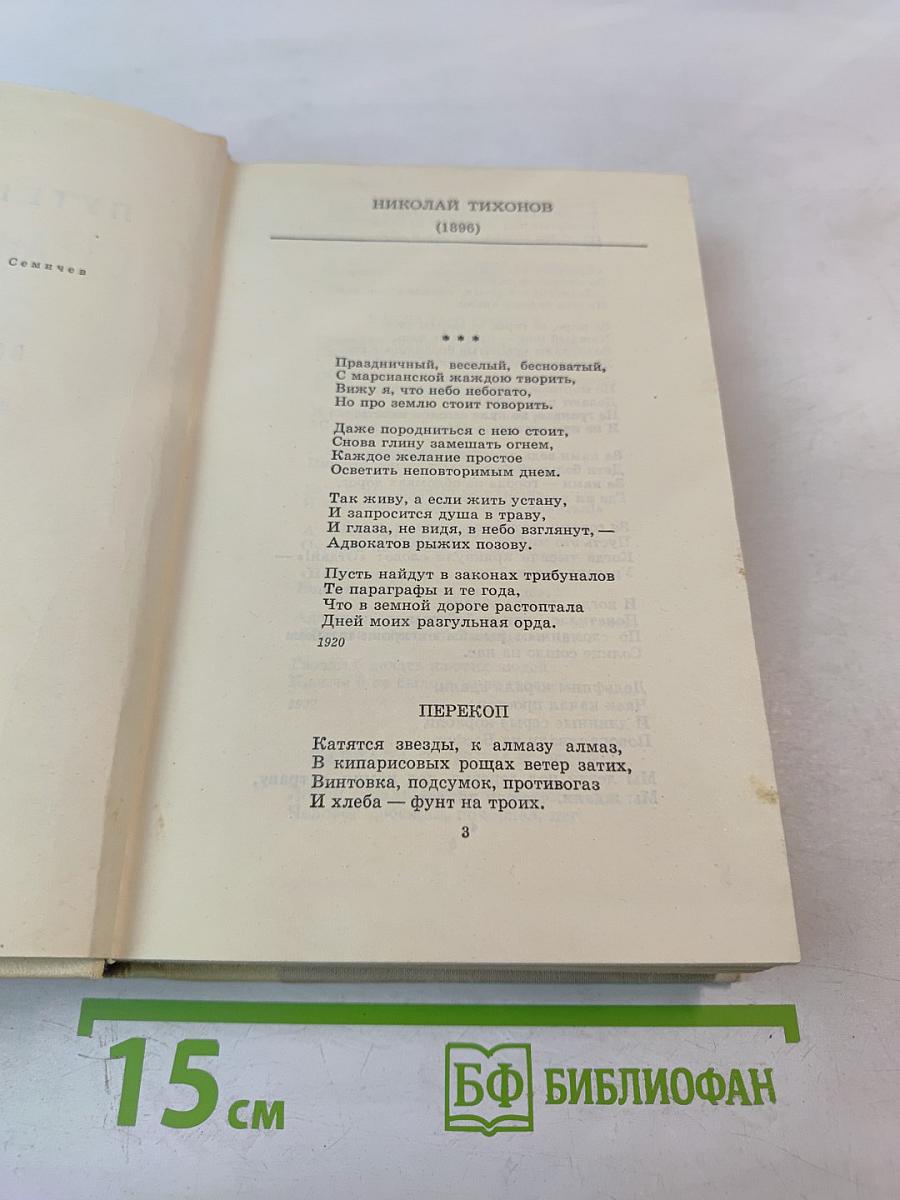 Семичев
НИКОЛАЙ ТИХОНОВ
(1896)
* * *
Праздничный, веселый, бесноватый,
С марсианской жаждою творить,
Вижу я, что небо небогато,
Но про землю стоит говорить.
Даже породниться с нею стоит,
Снова глину замешать огнем,
Каждое желание простое
Осветить неповторимым днем.
Так живу, а если жить устану,
И запросится душа в траву,
И глаза, не видя, в небо взглянут, —
Адвокатов рыжих позову.
Пусть найдут в законах трибуналов
Те параграфы и те года,
Что в земной дороге растоптала
Дней моих разгульная орда.
1920
ПЕРЕКОП
Катятся звезды, к алмазу алмаз,
В кипарисовых рощах ветер затих,
Винтовка, подсумок, противогаз
И хлеба — фунт на троих.
3
15 см
БФ БИБЛИОФАН